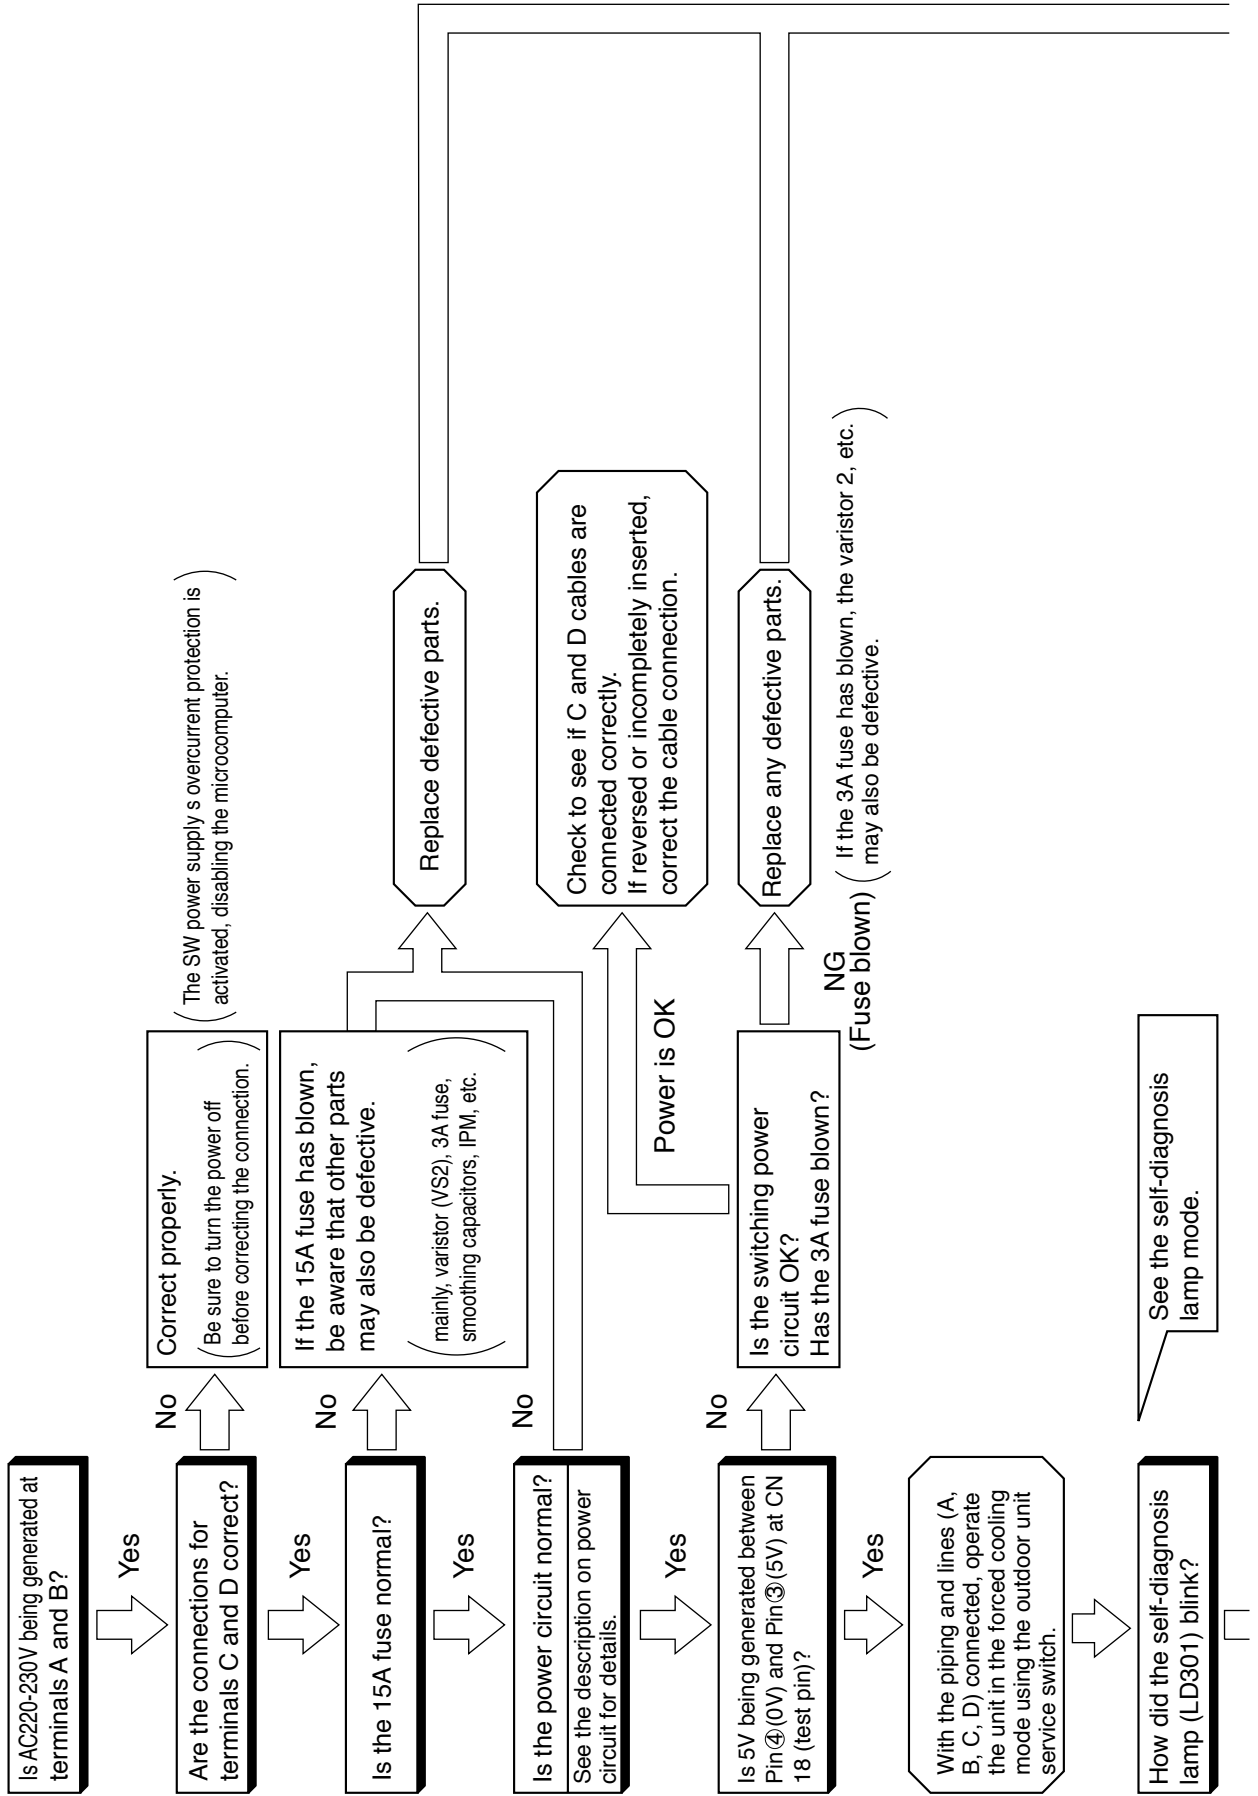 Is AC220-230V being generated at
terminals A and B?
Yes
Are the connections for
terminals C and D correct?
No
Correct properly.
(Be sure to turn the power off
before correcting the connection.)
(The SW power supply s overcurrent protection is
activated, disabling the microcomputer.)
Yes
Is the 15A fuse normal?
No
If the 15A fuse has blown,
be aware that other parts
may also be defective.
(mainly, varistor (VS2), 3A fuse,
smoothing capacitors, IPM, etc.)
Replace defective parts.
Yes
Is the power circuit normal?
See the description on power
circuit for details.
No
Yes
Is 5V being generated between
Pin④(0V) and Pin③(5V) at CN
18 (test pin)?
No
Is the switching power
circuit OK?
Has the 3A fuse blown?
Power is OK
Check to see if C and D cables are
connected correctly.
If reversed or incompletely inserted,
correct the cable connection.
NG
(Fuse blown)
Replace any defective parts.
(If the 3A fuse has blown, the varistor 2, etc.
may also be defective.)
Yes
With the piping and lines (A,
B, C, D) connected, operate
the unit in the forced cooling
mode using the outdoor unit
service switch.
How did the self-diagnosis
lamp (LD301) blink?
See the self-diagnosis
lamp mode.